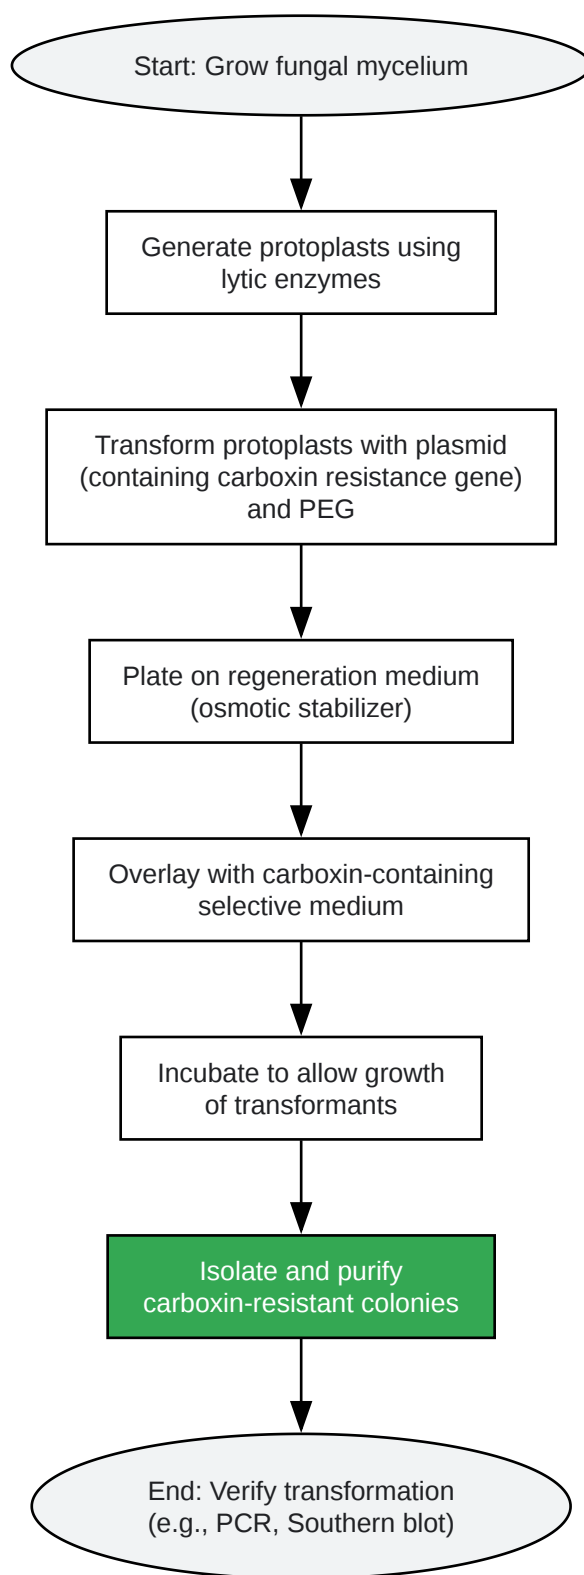 Start: Grow fungal mycelium
Generate protoplasts using
lytic enzymes
Transform protoplasts with plasmid
(containing carboxin resistance gene)
and PEG
Plate on regeneration medium
(osmotic stabilizer)
Overlay with carboxin-containing
selective medium
Incubate to allow growth
of transformants
Isolate and purify
carboxin-resistant colonies
End: Verify transformation
(e.g., PCR, Southern blot)